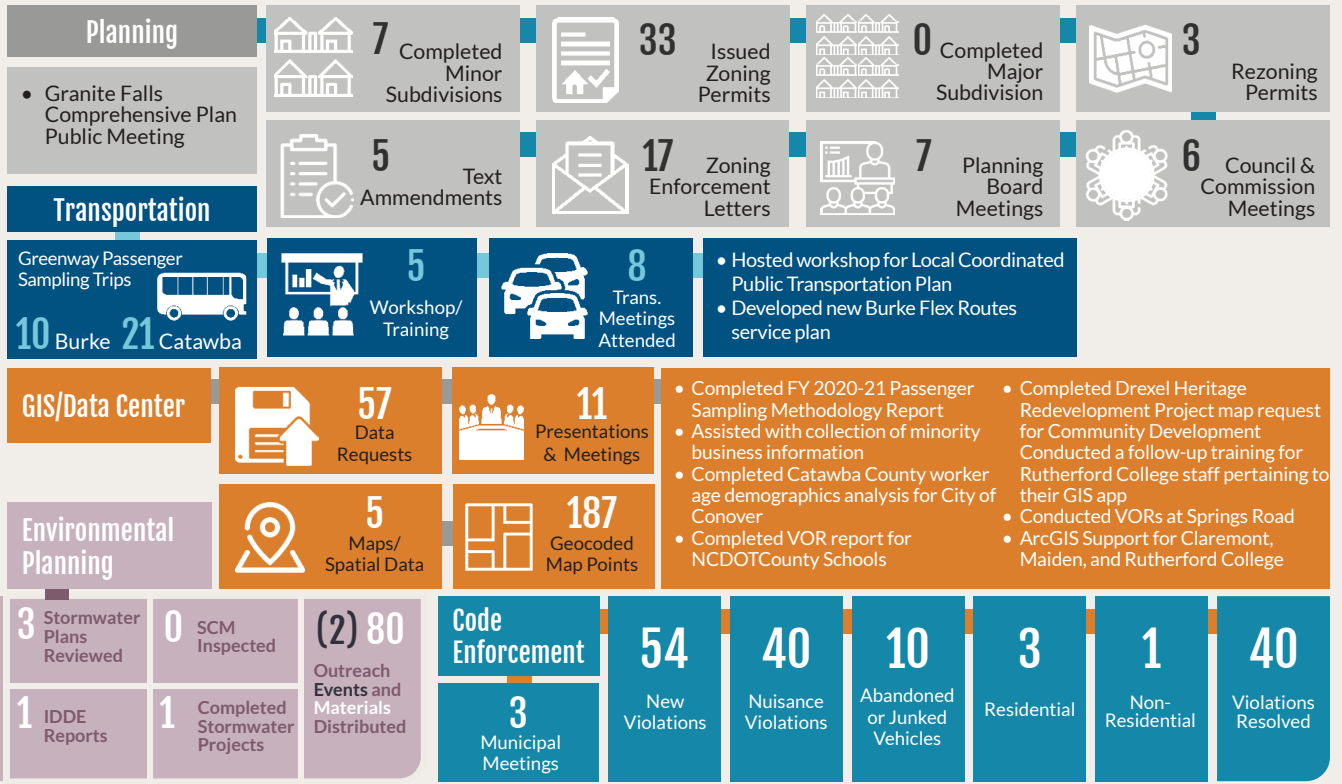 Planning
• Granite Falls
Comprehensive Plan
Public Meeting
7 Completed
Minor
Subdivisions
33 Issued
Zoning
Permits
0 Completed
Major
Subdivision
3 Rezoning
Permits
5 Text
Ammendments
17 Zoning
Enforcement
Letters
7 Planning
Board
Meetings
6 Council &
Commission
Meetings
Transportation
Greenway Passenger
Sampling Trips
10 Burke 21 Catawba
5
Workshop/
Training
8
Trans.
Meetings
Attended
• Hosted workshop for Local Coordinated
Public Transportation Plan
• Developed new Burke Flex Routes
service plan
GIS/Data Center
57
Data
Requests
11
Presentations
& Meetings
5
Maps/
Spatial Data
187
Geocoded
Map Points
• Completed FY 2020-21 Passenger
Sampling Methodology Report
• Assisted with collection of minority
business information
• Completed Catawba County worker
age demographics analysis for City of
Conover
• Completed VOR report for
NCDOTCounty Schools
• Completed Drexel Heritage
Redevelopment Project map request
for Community Development
Conducted a follow-up training for
Rutherford College staff pertaining to
their GIS app
• Conducted VORs at Springs Road
• ArcGIS Support for Claremont,
Maiden, and Rutherford College
Environmental
Planning
3 Stormwater
Plans
Reviewed
0 SCM
Inspected
1 IDDE
Reports
1 Completed
Stormwater
Projects
(2) 80
Outreach
Events and
Materials
Distributed
Code
Enforcement
3
Municipal
Meetings
54
New
Violations
40
Nuisance
Violations
10
Abandoned
or Junked
Vehicles
3
Residential
1
Non-
Residential
40
Violations
Resolved